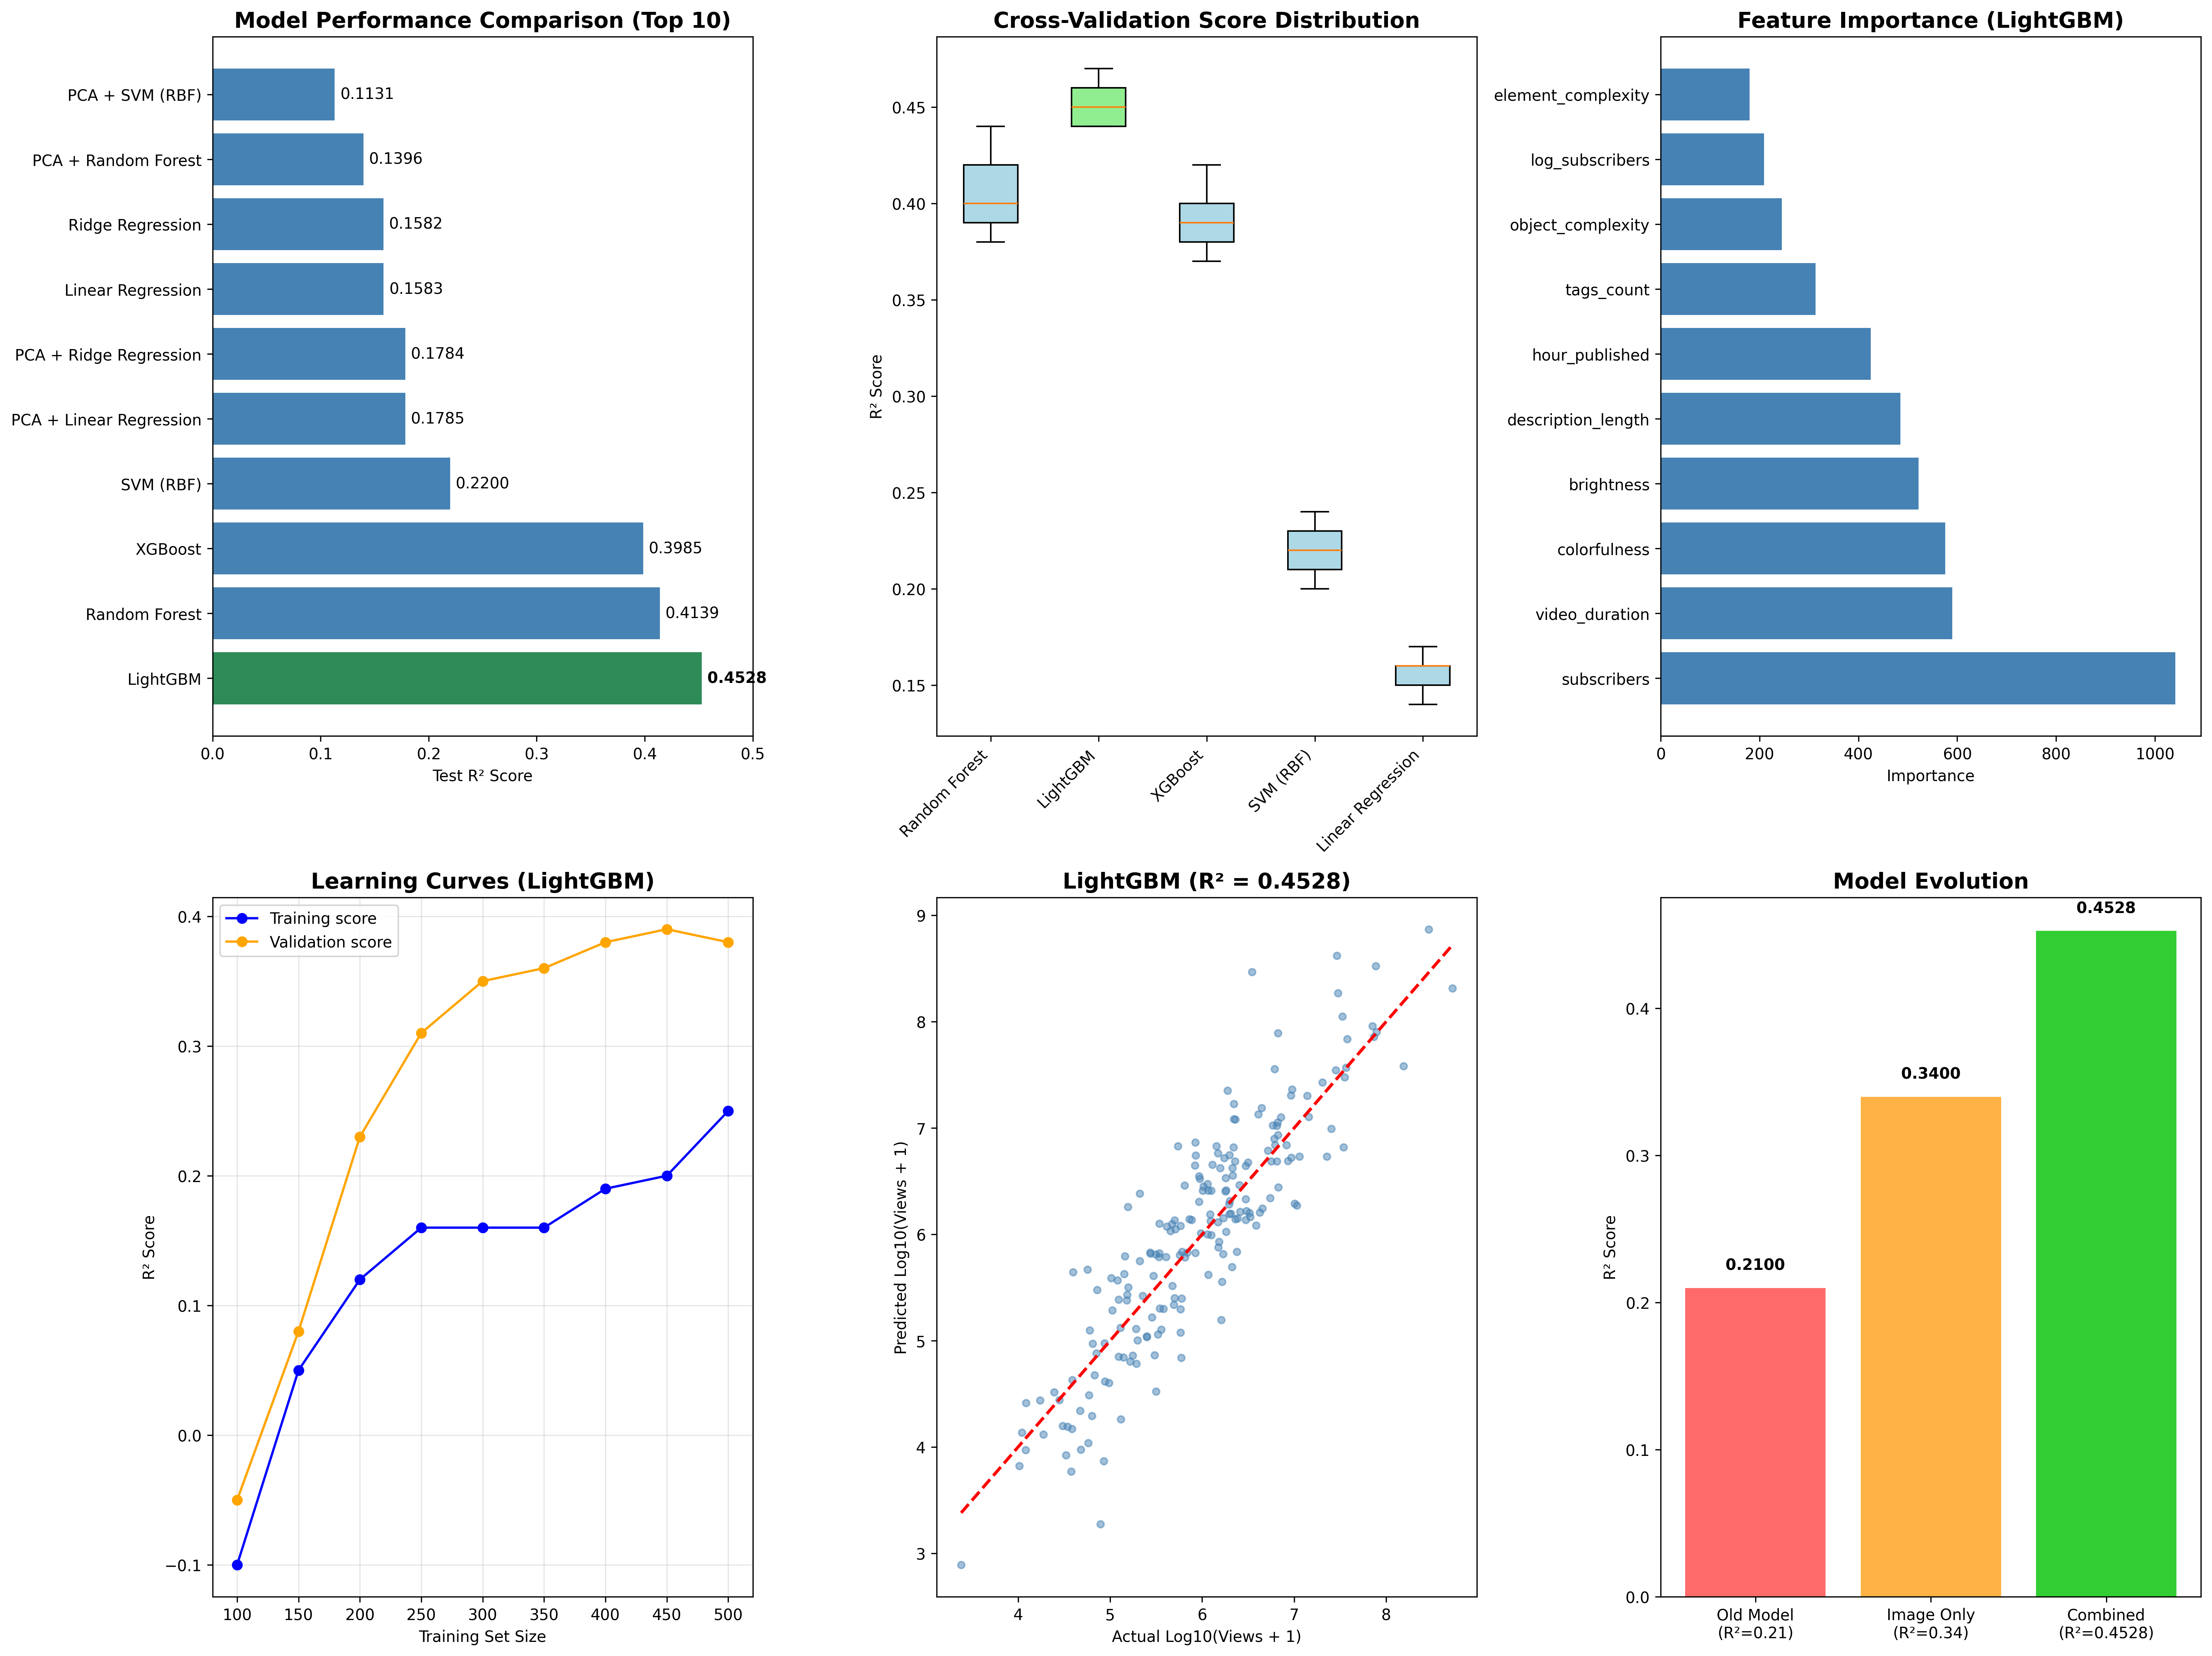 Model Performance Comparison (Top 10)
PCA + SVM (RBF)
0.1131
PCA + Random Forest
0.1396
Ridge Regression
0.1582
Linear Regression
0.1583
PCA + Ridge Regression
0.1784
PCA + Linear Regression
0.1785
SVM (RBF)
0.2200
XGBoost
0.3985
Random Forest
0.4139
LightGBM
0.4528
0.0 0.1 0.2 0.3 0.4 0.5
Test R² Score
Cross-Validation Score Distribution
R² Score
0.45
0.40
0.35
0.30
0.25
0.20
0.15
Random Forest
LightGBM
XGBoost
SVM (RBF)
Linear Regression
Feature Importance (LightGBM)
element_complexity
log_subscribers
object_complexity
tags_count
hour_published
description_length
brightness
colorfulness
video_duration
subscribers
0 200 400 600 800 1000
Importance
Learning Curves (LightGBM)
Training score
Validation score
R² Score
0.4
0.3
0.2
0.1
0.0
−0.1
100 150 200 250 300 350 400 450 500
Training Set Size
LightGBM (R² = 0.4528)
Predicted Log10(Views + 1)
9
8
7
6
5
4
3
4 5 6 7 8
Actual Log10(Views + 1)
Model Evolution
R² Score
0.4
0.3
0.2
0.1
0.0
0.2100
0.3400
0.4528
Old Model
(R²=0.21)
Image Only
(R²=0.34)
Combined
(R²=0.4528)